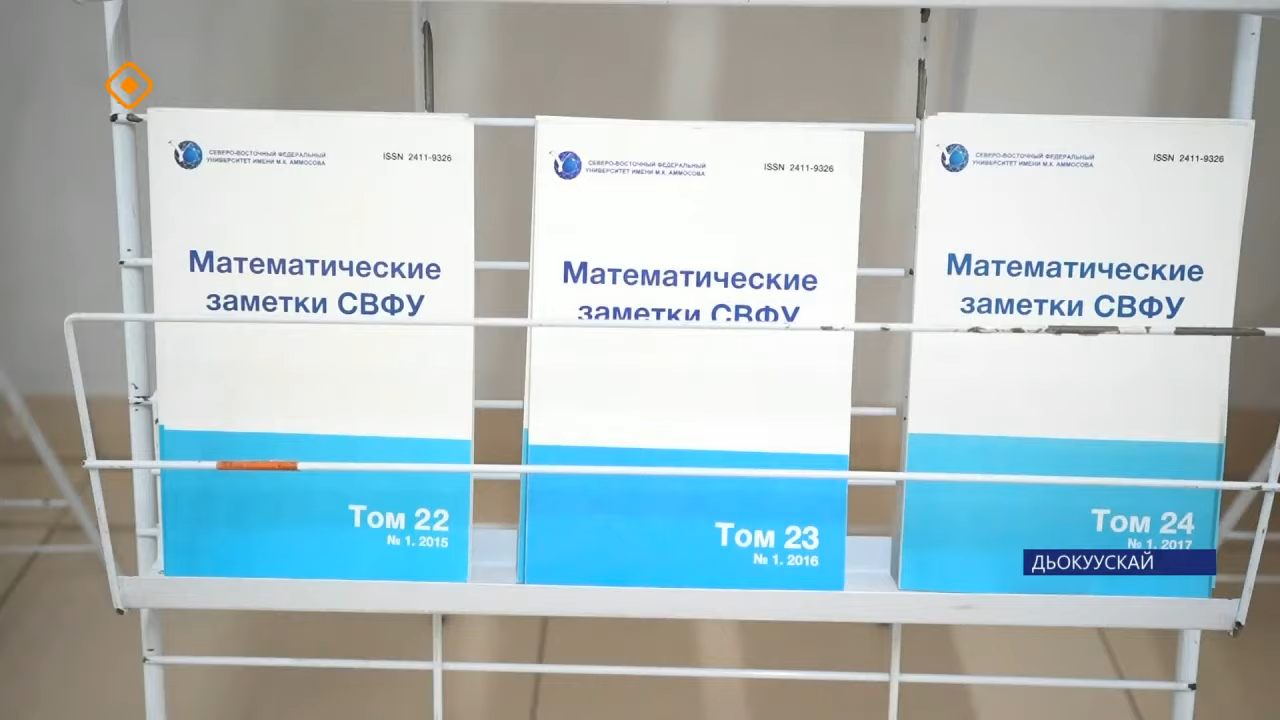 СЕВЕРО-ВОСТОЧНЫЙ ФЕДЕРАЛЬНЫЙ
УНИВЕРСИТЕТ ИМЕНИ М.К. АММОСОВА
ISSN 2411-9326
Математические
заметки СВФУ
Том 22
№ 1. 2015
СЕВЕРО-ВОСТОЧНЫЙ ФЕДЕРАЛЬНЫЙ
УНИВЕРСИТЕТ ИМЕНИ М.К. АММОСОВА
ISSN 2411-9326
Математические
заметки СВФУ
Том 23
№ 1. 2016
СЕВЕРО-ВОСТОЧНЫЙ ФЕДЕРАЛЬНЫЙ
УНИВЕРСИТЕТ ИМЕНИ М.К. АММОСОВА
ISSN 2411-9326
Математические
заметки СВФУ
Том 24
№ 1. 2017
ДЬОКУУСКАЙ